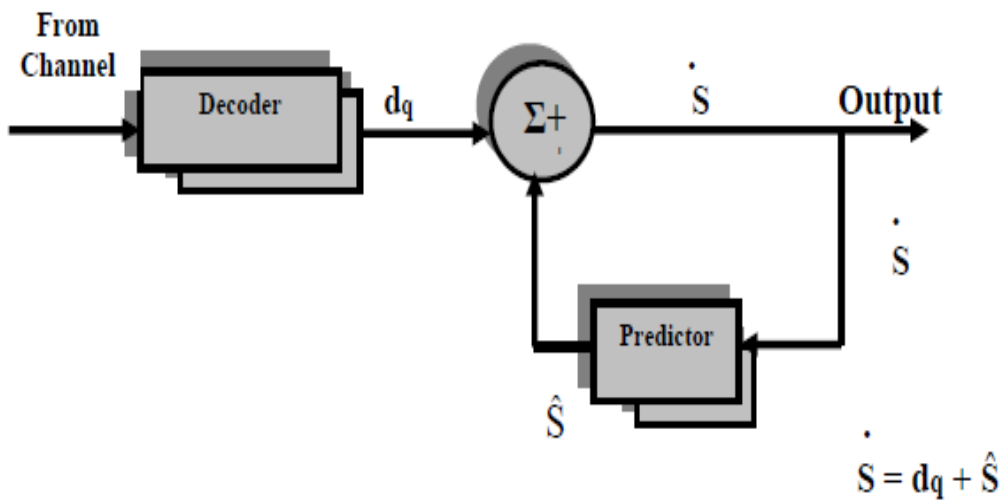 From
Channel
Decoder
dq
Σ+
Ṡ
Output
Ṡ
Predictor
Ŝ
Ṡ = dq + Ŝ